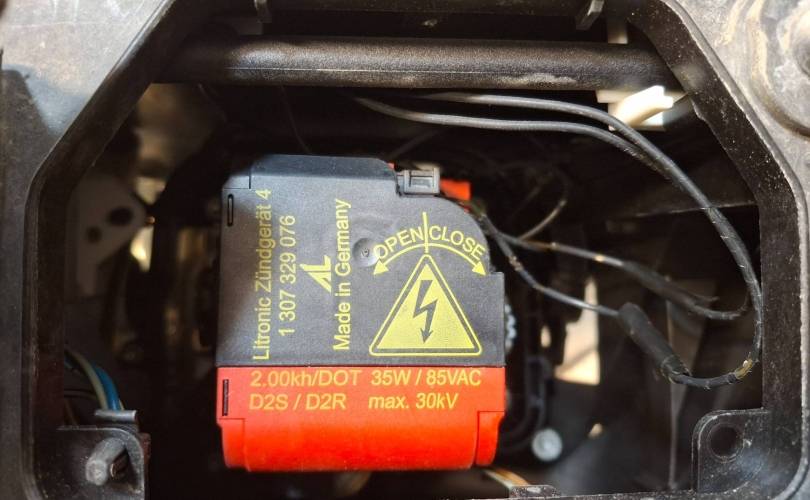 Litronic Zündgerät 4
1 307 329 076
AL
Made in Germany
OPEN CLOSE
2.00kh/DOT 35W / 85VAC
D2S / D2R max. 30kV